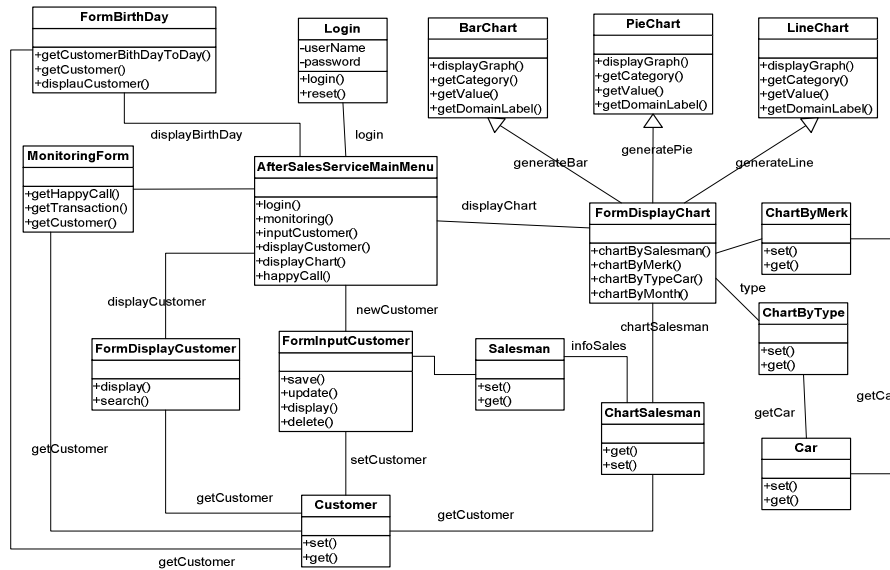 FormBirthDay
+getCustomerBithDayToDay()
+getCustomer()
+displauCustomer()
Login
-userName
-password
+login()
+reset()
BarChart
+displayGraph()
+getCategory()
+getValue()
+getDomainLabel()
PieChart
+displayGraph()
+getCategory()
+getValue()
+getDomainLabel()
LineChart
+displayGraph()
+getCategory()
+getValue()
+getDomainLabel()
displayBirthDay
login
generateBar
generatePie
generateLine
MonitoringForm
+getHappyCall()
+getTransaction()
+getCustomer()
AfterSalesServiceMainMenu
+login()
+monitoring()
+inputCustomer()
+displayCustomer()
+displayChart()
+happyCall()
displayChart
FormDisplayChart
+chartBySalesman()
+chartByMerk()
+chartByTypeCar()
+chartByMonth()
ChartByMerk
+set()
+get()
type
displayCustomer
newCustomer
chartSalesman
ChartByType
+set()
+get()
FormDisplayCustomer
+display()
+search()
FormInputCustomer
+save()
+update()
+display()
+delete()
Salesman
+set()
+get()
infoSales
ChartSalesman
+get()
+set()
getCar
getCa
Car
+set()
+get()
getCustomer
setCustomer
getCustomer
Customer
+set()
+get()
getCustomer
getCustomer